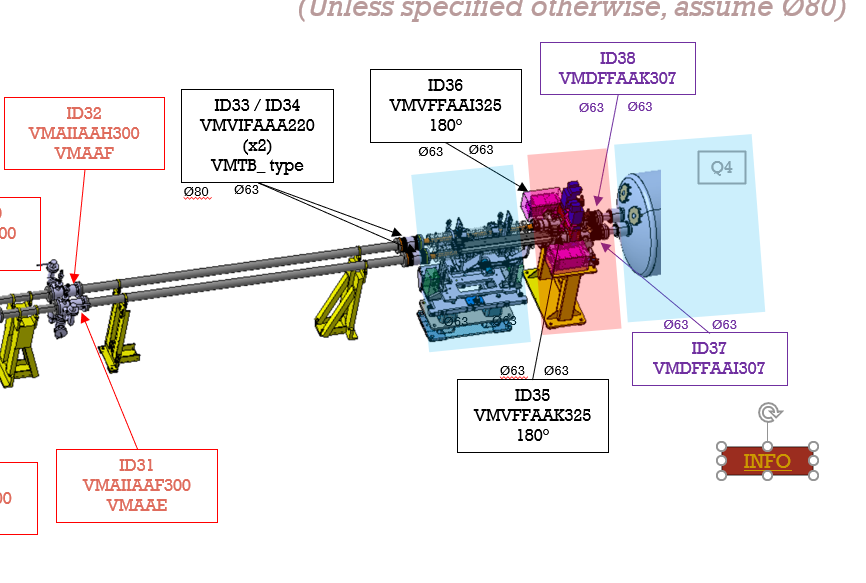 (Unless specified otherwise, assume Ø80)
ID38
VMDFFAAK307
Ø63 Ø63
ID36
VMVFFAAI325
180°
Ø63 Ø63
ID33 / ID34
VMVIFAAA220
(x2)
VMTB_ type
Ø80 Ø63
ID32
VMAIIAAH300
VMAAF
Q4
00
Ø63 Ø63
Ø63 Ø63
ID37
VMDFFAAI307
Ø63 Ø63
ID35
VMVFFAAK325
180°
INFO
ID31
VMAIIAAF300
VMAAE
00